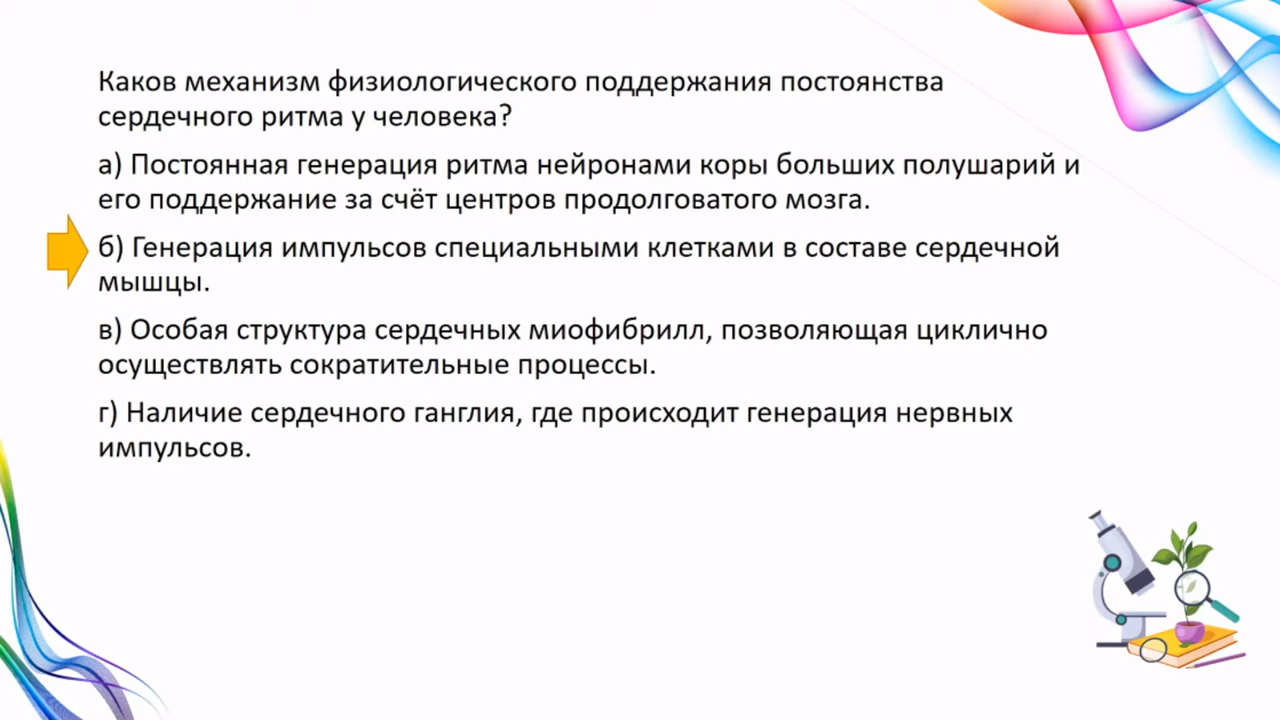 Каков механизм физиологического поддержания постоянства
сердечного ритма у человека?
а) Постоянная генерация ритма нейронами коры больших полушарий и
его поддержание за счёт центров продолговатого мозга.
б) Генерация импульсов специальными клетками в составе сердечной
мышцы.
в) Особая структура сердечных миофибрилл, позволяющая циклично
осуществлять сократительные процессы.
г) Наличие сердечного ганглия, где происходит генерация нервных
импульсов.